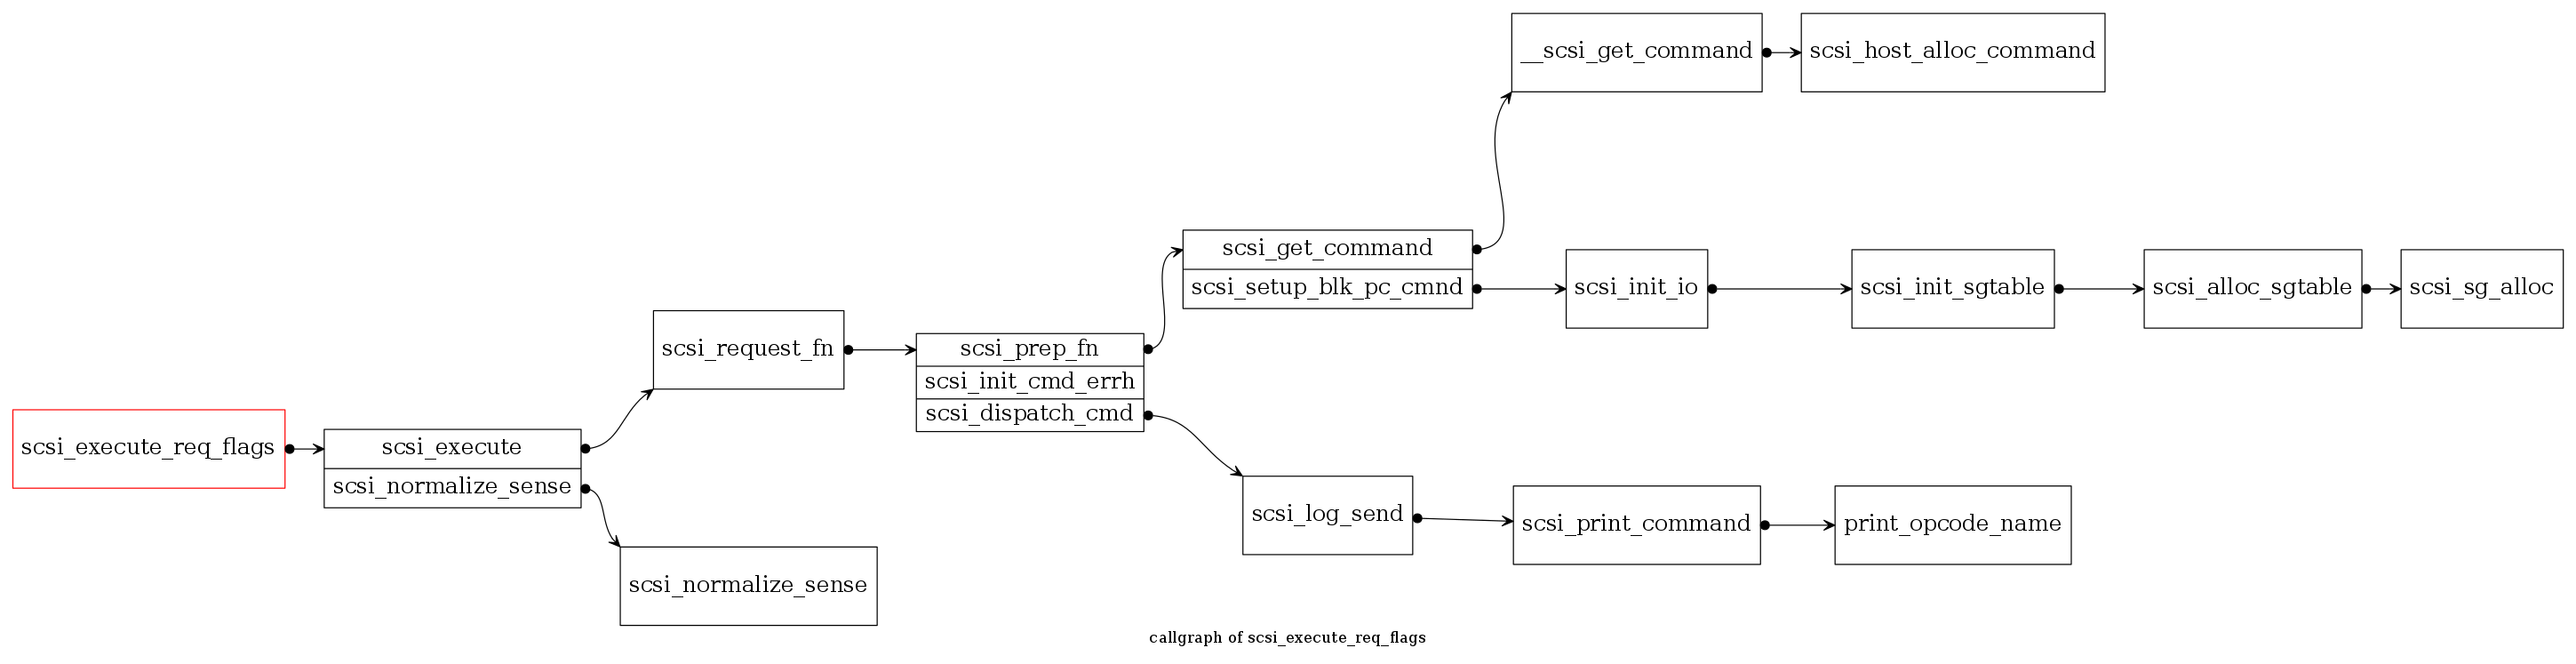 scsi_execute_req_flags
scsi_execute
scsi_normalize_sense
scsi_request_fn
scsi_normalize_sense
scsi_prep_fn
scsi_init_cmd_errh
scsi_dispatch_cmd
scsi_get_command
scsi_setup_blk_pc_cmnd
scsi_log_send
__scsi_get_command
scsi_host_alloc_command
scsi_init_io
scsi_init_sgtable
scsi_alloc_sgtable
scsi_sg_alloc
scsi_print_command
print_opcode_name
callgraph of scsi_execute_req_flags